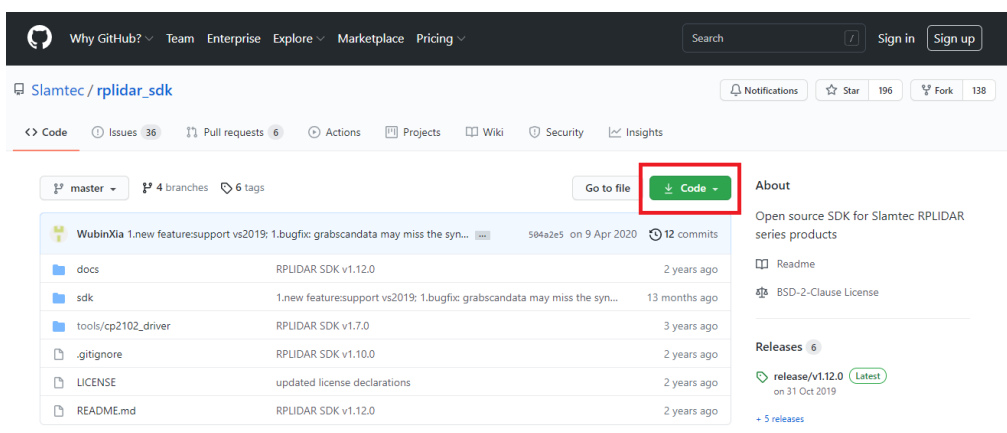 Why GitHub? Team Enterprise Explore Marketplace Pricing Search / Sign in Sign up
Slamtec / rplidar_sdk Notifications Star 196 Fork 138
<> Code Issues 36 Pull requests 6 Actions Projects Wiki Security Insights
master 4 branches 6 tags Go to file Code
WubinXia 1.new feature:support vs2019; 1.bugfix: grabscandata may miss the syn... ... 504a2e5 on 9 Apr 2020 12 commits
docs RPLIDAR SDK v1.12.0 2 years ago
sdk 1.new feature:support vs2019; 1.bugfix: grabscandata may miss the syn... 13 months ago
tools/cp2102_driver RPLIDAR SDK v1.7.0 3 years ago
.gitignore RPLIDAR SDK v1.10.0 2 years ago
LICENSE updated license declarations 2 years ago
README.md RPLIDAR SDK v1.12.0 2 years ago
About
Open source SDK for Slamtec RPLIDAR
series products
Readme
BSD-2-Clause License
Releases 6
release/v1.12.0 Latest
on 31 Oct 2019
+ 5 releases